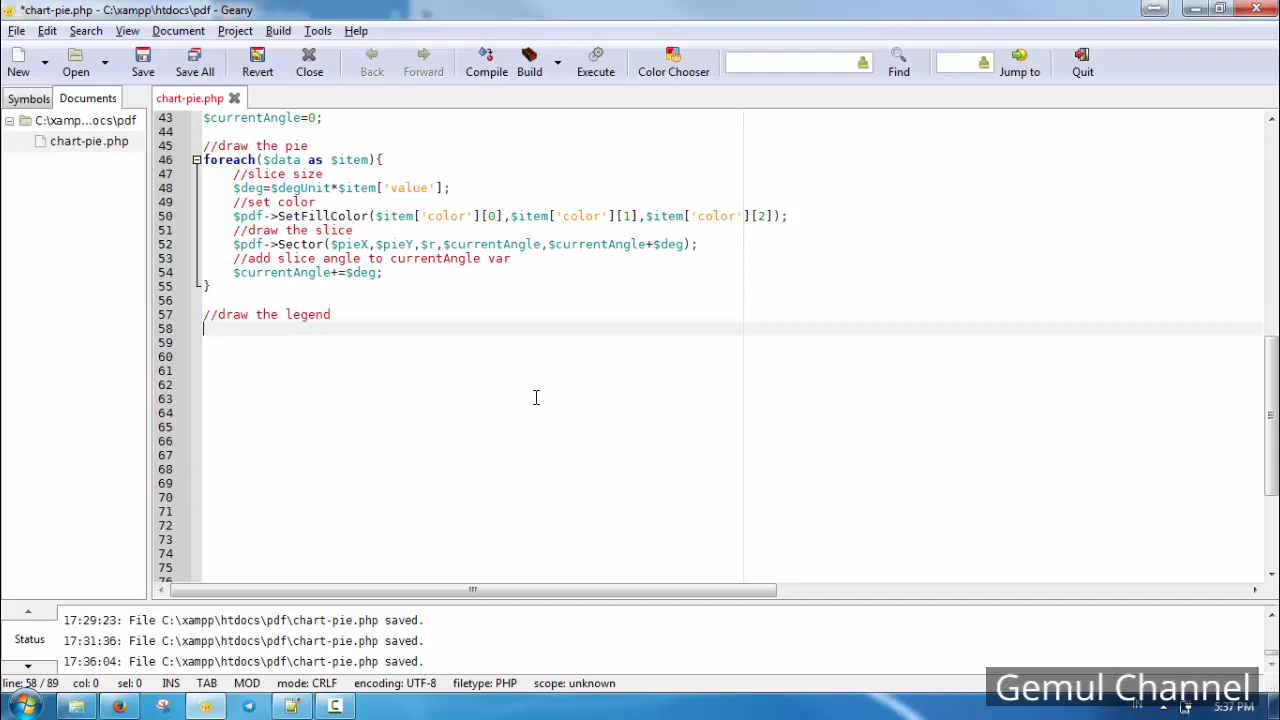 *chart-pie.php - C:\xampp\htdocs\pdf - Geany
File Edit Search View Document Project Build Tools Help
New Open Save Save All Revert Close Back Forward Compile Build Execute Color Chooser Find Jump to Quit
Symbols Documents chart-pie.php
C:\xamp...ocs\pdf
chart-pie.php
43 $currentAngle=0;
44
45 //draw the pie
46 foreach($data as $item){
47 //slice size
48 $deg=$degUnit*$item['value'];
49 //set color
50 $pdf->SetFillColor($item['color'][0],$item['color'][1],$item['color'][2]);
51 //draw the slice
52 $pdf->Sector($pieX,$pieY,$r,$currentAngle,$currentAngle+$deg);
53 //add slice angle to currentAngle var
54 $currentAngle+=$deg;
55 }
56
57 //draw the legend
58
59
60
61
62
63
64
65
66
67
68
69
70
71
72
73
74
75
76
Status
17:29:23: File C:\xampp\htdocs\pdf\chart-pie.php saved.
17:31:36: File C:\xampp\htdocs\pdf\chart-pie.php saved.
17:36:04: File C:\xampp\htdocs\pdf\chart-pie.php saved.
line: 58 / 89 col: 0 sel: 0 INS TAB MOD mode: CRLF encoding: UTF-8 filetype: PHP scope: unknown
Gemul Channel
IN 5:37 PM